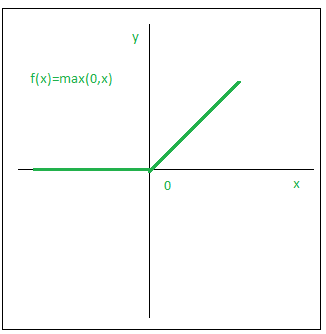 y
f(x)=max(0,x)
0
x